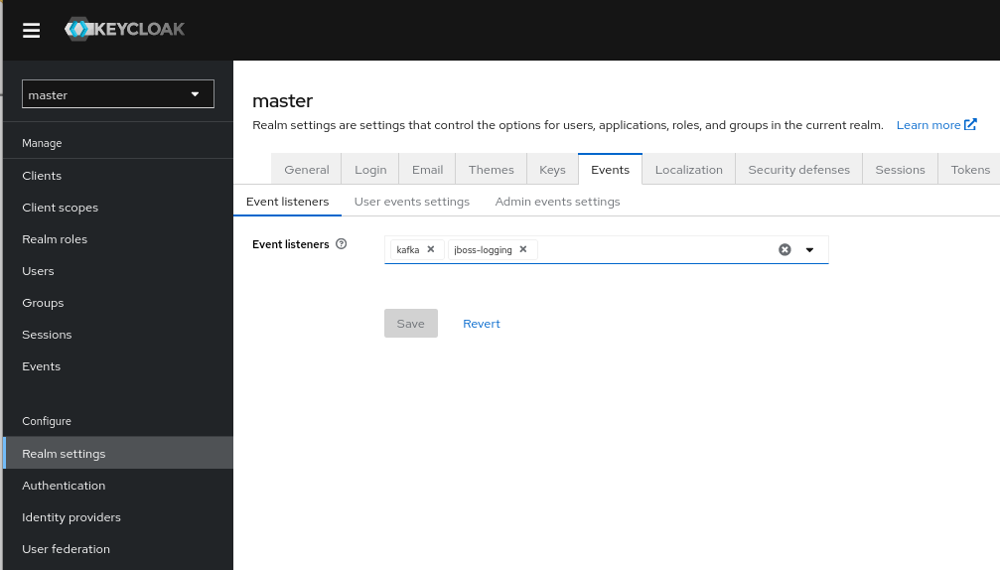 KEYCLOAK
master
Manage
Clients
Client scopes
Realm roles
Users
Groups
Sessions
Events
Configure
Realm settings
Authentication
Identity providers
User federation
master
Realm settings are settings that control the options for users, applications, roles, and groups in the current realm. Learn more
General Login Email Themes Keys Events Localization Security defenses Sessions Tokens
Event listeners User events settings Admin events settings
Event listeners kafka jboss-logging
Save Revert